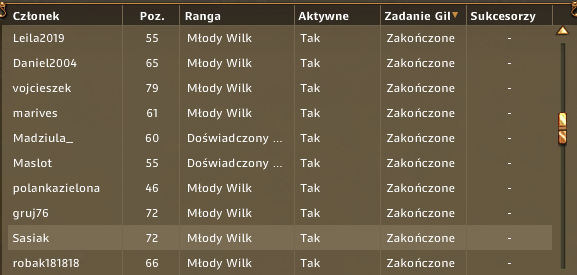 Członek Poz. Ranga Aktywne Zadanie Gil Sukcesorzy
Leila2019 55 Młody Wilk Tak Zakończone -
Daniel2004 65 Młody Wilk Tak Zakończone -
vojcieszek 79 Młody Wilk Tak Zakończone -
marives 61 Młody Wilk Tak Zakończone -
Madziula_ 60 Doświadczony ... Tak Zakończone -
Maslot 55 Doświadczony ... Tak Zakończone -
polankazielona 46 Młody Wilk Tak Zakończone -
gruj76 72 Młody Wilk Tak Zakończone -
Sasiak 72 Młody Wilk Tak Zakończone -
robak181818 66 Młody Wilk Tak Zakończone -